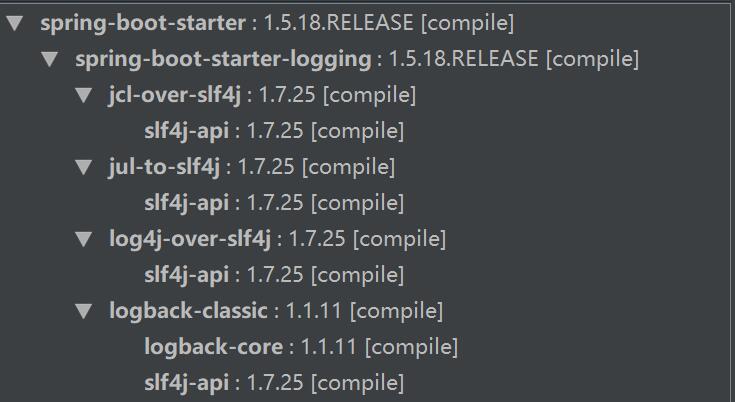 spring-boot-starter : 1.5.18.RELEASE [compile]
spring-boot-starter-logging : 1.5.18.RELEASE [compile]
jcl-over-slf4j : 1.7.25 [compile]
slf4j-api : 1.7.25 [compile]
jul-to-slf4j : 1.7.25 [compile]
slf4j-api : 1.7.25 [compile]
log4j-over-slf4j : 1.7.25 [compile]
slf4j-api : 1.7.25 [compile]
logback-classic : 1.1.11 [compile]
logback-core : 1.1.11 [compile]
slf4j-api : 1.7.25 [compile]